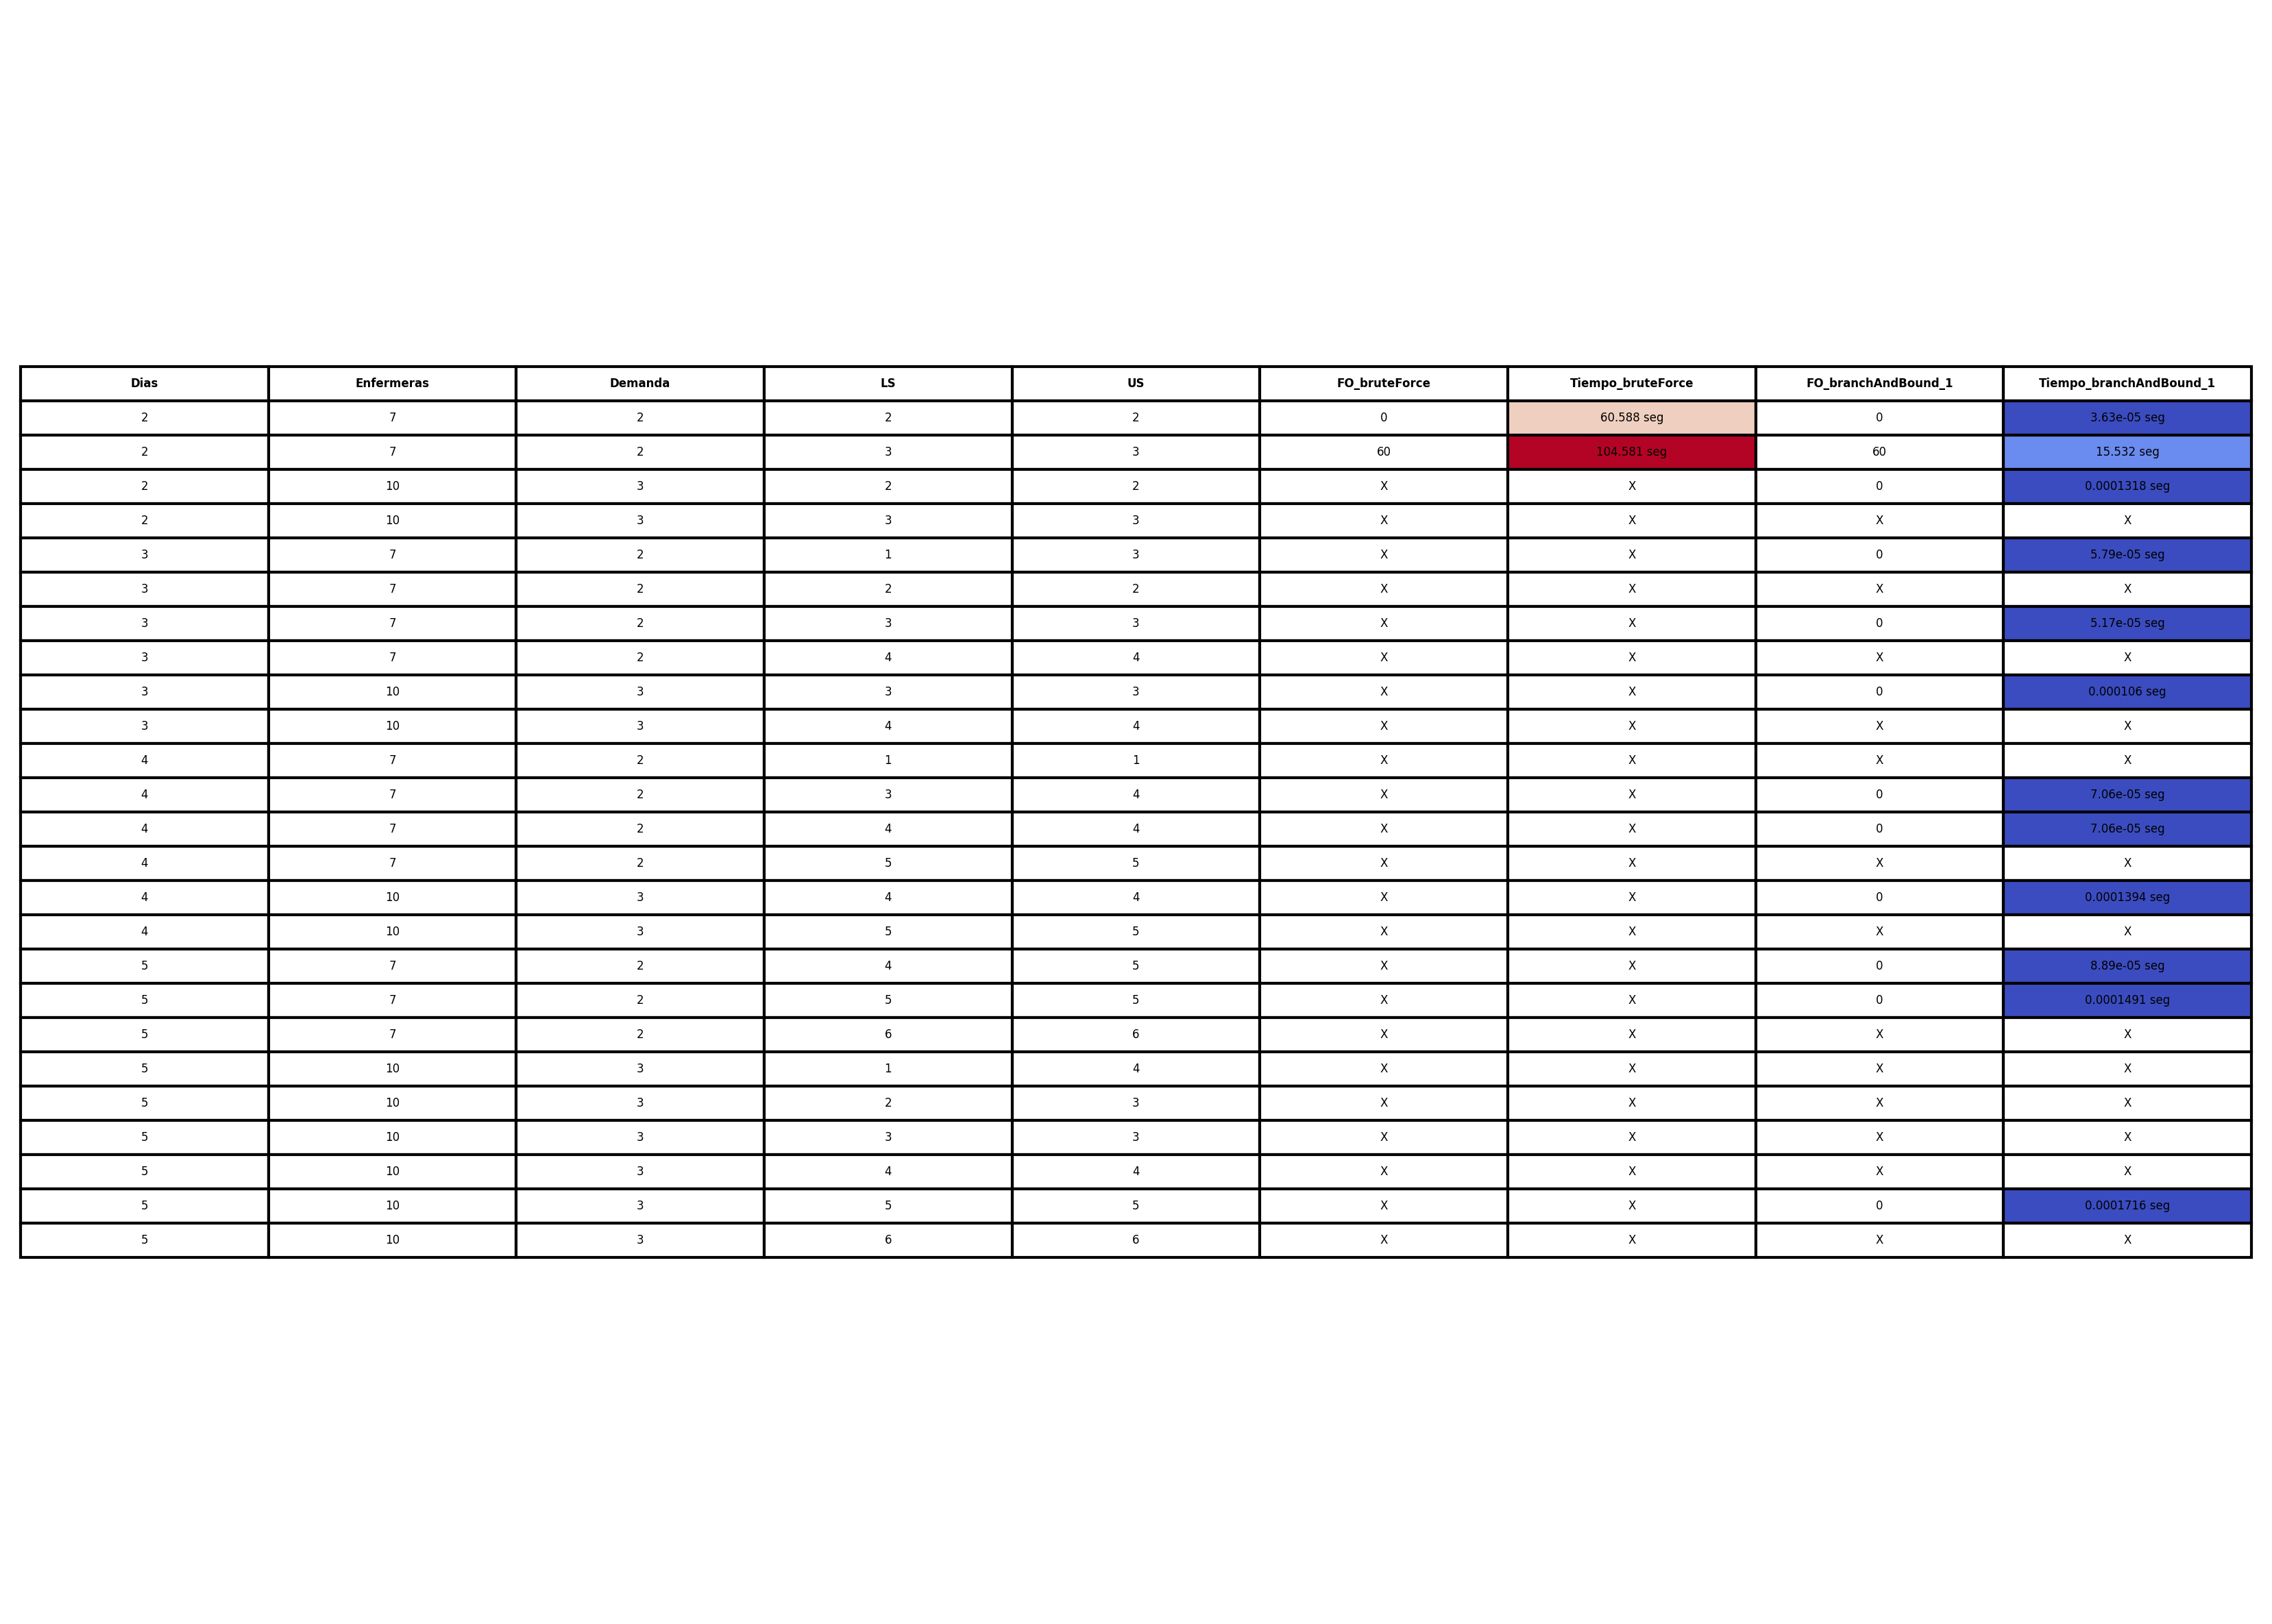 Dias Enfermeras Demanda LS US FO_bruteForce Tiempo_bruteForce FO_branchAndBound_1 Tiempo_branchAndBound_1
2 7 2 2 2 0 60.588 seg 0 3.63e-05 seg
2 7 2 3 3 60 104.581 seg 60 15.532 seg
2 10 3 2 2 X X 0 0.0001318 seg
2 10 3 3 3 X X X X
3 7 2 1 3 X X 0 5.79e-05 seg
3 7 2 2 2 X X X X
3 7 2 3 3 X X 0 5.17e-05 seg
3 7 2 4 4 X X X X
3 10 3 3 3 X X 0 0.000106 seg
3 10 3 4 4 X X X X
4 7 2 1 1 X X X X
4 7 2 3 4 X X 0 7.06e-05 seg
4 7 2 4 4 X X 0 7.06e-05 seg
4 7 2 5 5 X X X X
4 10 3 4 4 X X 0 0.0001394 seg
4 10 3 5 5 X X X X
5 7 2 4 5 X X 0 8.89e-05 seg
5 7 2 5 5 X X 0 0.0001491 seg
5 7 2 6 6 X X X X
5 10 3 1 4 X X X X
5 10 3 2 3 X X X X
5 10 3 3 3 X X X X
5 10 3 4 4 X X X X
5 10 3 5 5 X X 0 0.0001716 seg
5 10 3 6 6 X X X X